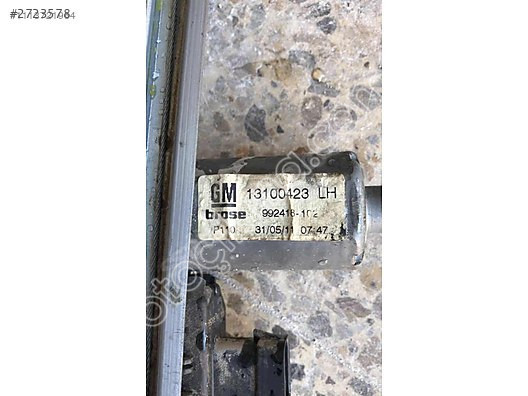 #2723578
GM 13100423 LH
brose 992418-102
P110 31/05/11 07:47